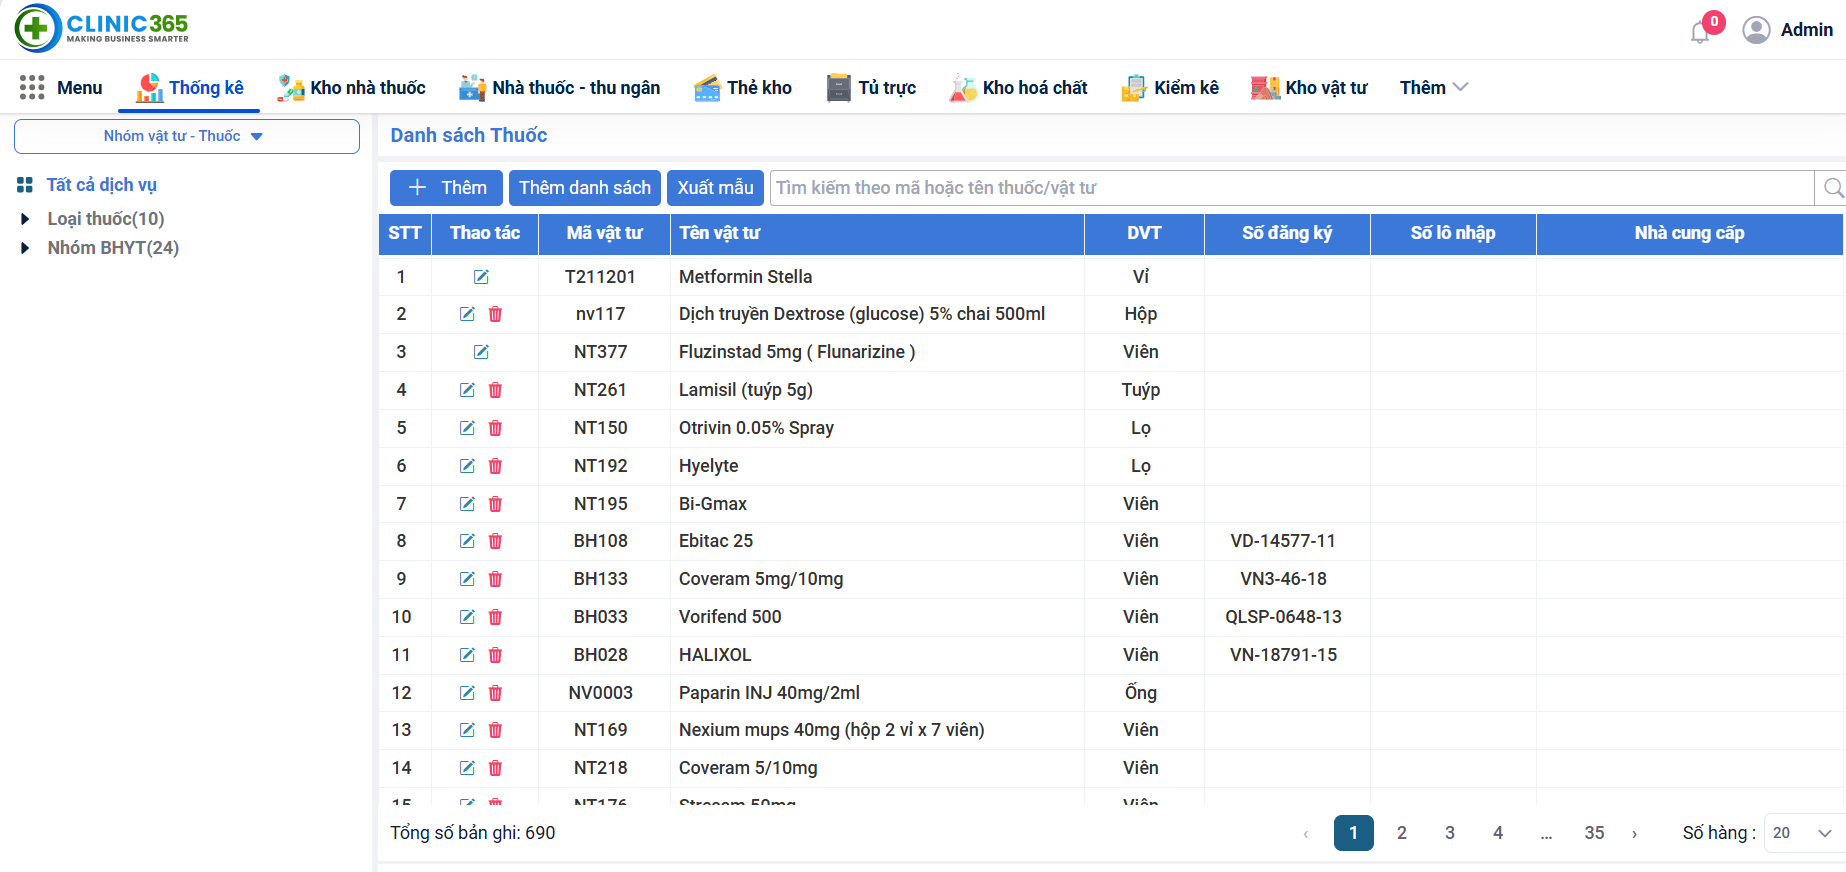 CLINIC365
MAKING BUSINESS SMARTER
0
Admin
Menu
Thống kê
Kho nhà thuốc
Nhà thuốc - thu ngân
Thẻ kho
Tủ trực
Kho hoá chất
Kiểm kê
Kho vật tư
Thêm
Nhóm vật tư - Thuốc
Tất cả dịch vụ
Loại thuốc(10)
Nhóm BHYT(24)
Danh sách Thuốc
Thêm
Thêm danh sách
Xuất mẫu
Tìm kiếm theo mã hoặc tên thuốc/vật tư
STT Thao tác Mã vật tư Tên vật tư DVT Số đăng ký Số lô nhập Nhà cung cấp
1 T211201 Metformin Stella Vỉ
2 nv117 Dịch truyền Dextrose (glucose) 5% chai 500ml Hộp
3 NT377 Fluzinstad 5mg ( Flunarizine ) Viên
4 NT261 Lamisil (tuýp 5g) Tuýp
5 NT150 Otrivin 0.05% Spray Lọ
6 NT192 Hyelyte Lọ
7 NT195 Bi-Gmax Viên
8 BH108 Ebitac 25 Viên VD-14577-11
9 BH133 Coveram 5mg/10mg Viên VN3-46-18
10 BH033 Vorifend 500 Viên QLSP-0648-13
11 BH028 HALIXOL Viên VN-18791-15
12 NV0003 Paparin INJ 40mg/2ml Ống
13 NT169 Nexium mups 40mg (hộp 2 vỉ x 7 viên) Viên
14 NT218 Coveram 5/10mg Viên
15 NT176 Stresam 50mg Viên
Tổng số bản ghi: 690
‹ 1 2 3 4 ... 35 ›
Số hàng : 20